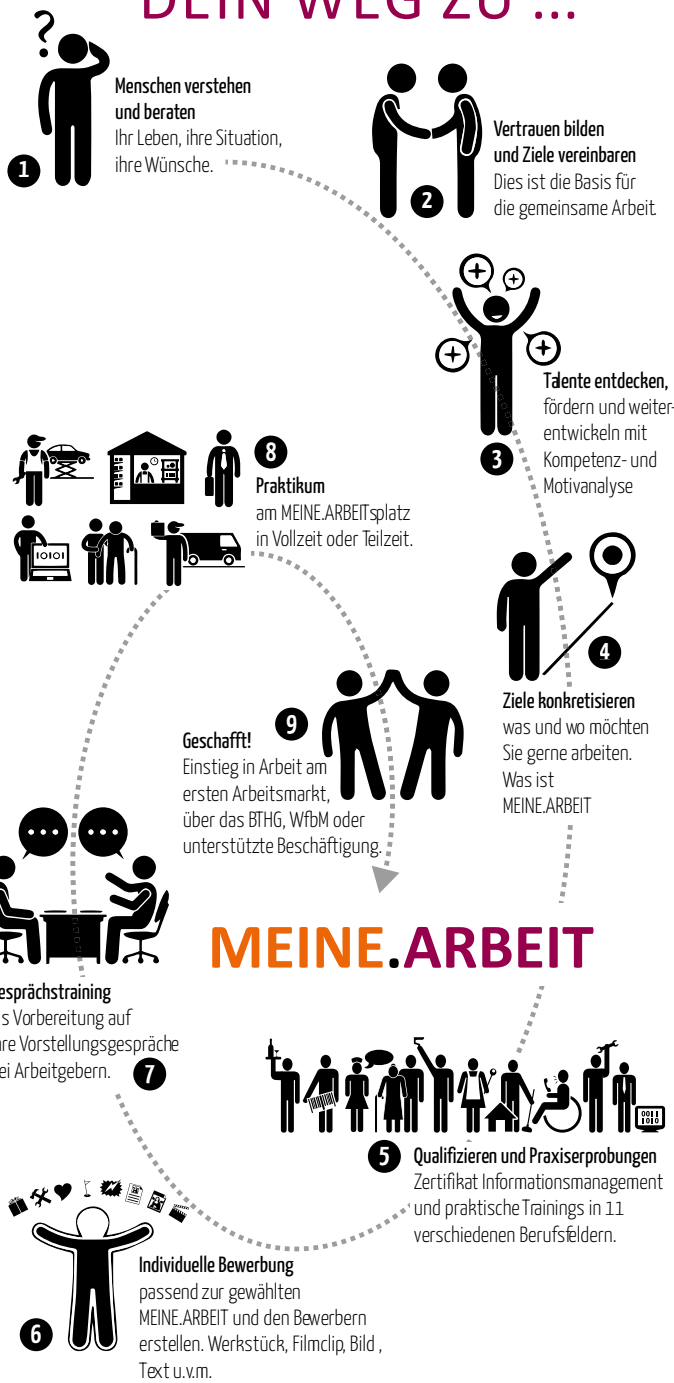 DEIN WEG ZU ...
?
1
Menschen verstehen
und beraten
Ihr Leben, ihre Situation,
ihre Wünsche.
2
Vertrauen bilden
und Ziele vereinbaren
Dies ist die Basis für
die gemeinsame Arbeit.
3
Talente entdecken,
fördern und weiter-
entwickeln mit
Kompetenz- und
Motivanalyse
4
Ziele konkretisieren
was und wo möchten
Sie gerne arbeiten.
Was ist
MEINE.ARBEIT
5
Qualifizieren und Praxiserprobungen
Zertifikat Informationsmanagement
und praktische Trainings in 11
verschiedenen Berufsfeldern.
0011
1010
6
Individuelle Bewerbung
passend zur gewählten
MEINE.ARBEIT und den Bewerbern
erstellen. Werkstück, Filmclip, Bild ,
Text u.v.m.
7
esprächstraining
s Vorbereitung auf
re Vorstellungsgespräche
ei Arbeitgebern.
8
Praktikum
am MEINE.ARBEITsplatz
in Vollzeit oder Teilzeit.
10101
9
Geschafft!
Einstieg in Arbeit am
ersten Arbeitsmarkt,
über das BTHG, WfbM oder
unterstützte Beschäftigung.
MEINE.ARBEIT